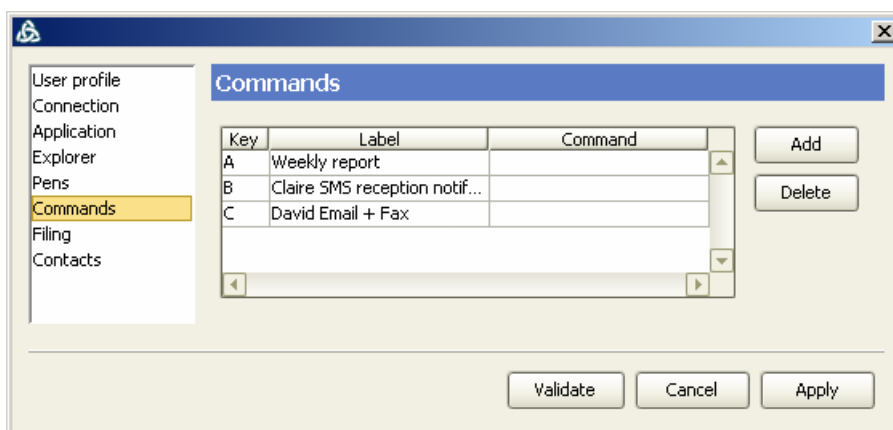 User profile
Connection
Application
Explorer
Pens
Commands
Filing
Contacts
Commands
Key Label Command
A Weekly report
B Claire SMS reception notif...
C David Email + Fax
Add
Delete
Validate Cancel Apply